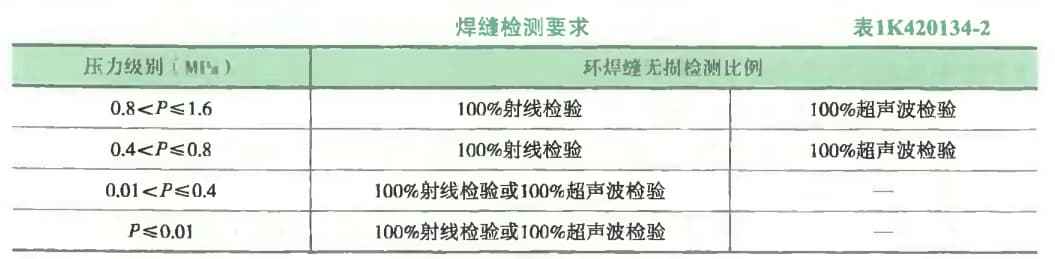 焊缝检测要求 表1K420134-2
压力级别（MPa） 环焊缝无损检测比例
0.8<P≤1.6 100%射线检验 100%超声波检验
0.4<P≤0.8 100%射线检验 100%超声波检验
0.01<P≤0.4 100%射线检验或100%超声波检验 —
P≤0.01 100%射线检验或100%超声波检验 —